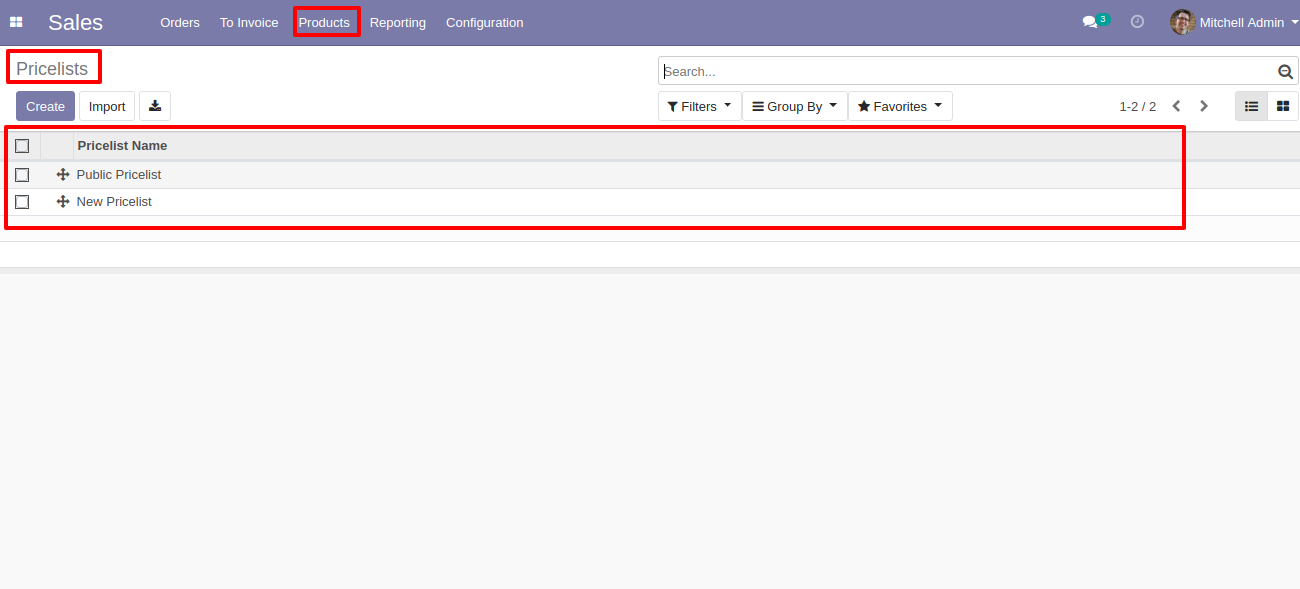 Sales Orders To Invoice Products Reporting Configuration 3 Mitchell Admin
Pricelists
Search...
Create Import Filters Group By Favorites 1-2 / 2
Pricelist Name
Public Pricelist
New Pricelist